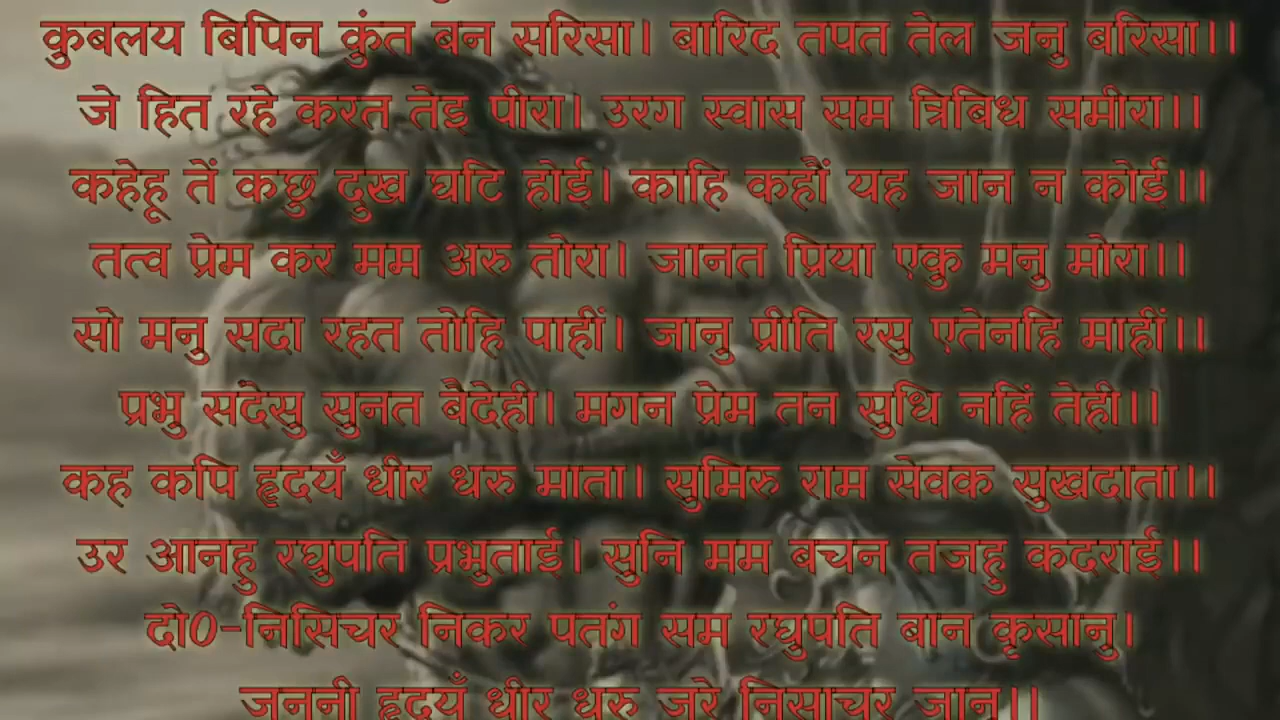 कुबलय बिपिन कुंत बन सरिसा। बारिद तपत तेल जनु बरिसा।।
जे हित रहे करत तेइ पीरा। उरग स्वास सम त्रिबिध समीरा।।
कहेहू तें कछु दुख घटि होई। काहि कहौं यह जान न कोई।।
तत्व प्रेम कर मम अरु तोरा। जानत प्रिया एकु मनु मोरा।।
सो मनु सदा रहत तोहि पाहीं। जानु प्रीति रसु एतेनहि माहीं।।
प्रभु संदेसु सुनत बैदेही। मगन प्रेम तन सुधि नहिं तेही।।
कह कपि हृदयँ धीर धरु माता। सुमिरु राम सेवक सुखदाता।।
उर आनहु रघुपति प्रभुताई। सुनि मम बचन तजहु कदराई।।
दो0-निसिचर निकर पतंग सम रघुपति बान कृसानु।
जननी हृदयँ धीर धरु जरे निसाचर जानु।।